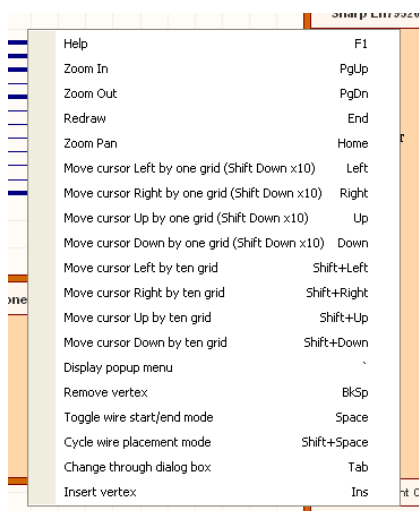 Sharp LH79520
Help F1
Zoom In PgUp
Zoom Out PgDn
Redraw End
Zoom Pan Home
Move cursor Left by one grid (Shift Down x10) Left
Move cursor Right by one grid (Shift Down x10) Right
Move cursor Up by one grid (Shift Down x10) Up
Move cursor Down by one grid (Shift Down x10) Down
Move cursor Left by ten grid Shift+Left
Move cursor Right by ten grid Shift+Right
Move cursor Up by ten grid Shift+Up
Move cursor Down by ten grid Shift+Down
Display popup menu `
Remove vertex BkSp
Toggle wire start/end mode Space
Cycle wire placement mode Shift+Space
Change through dialog box Tab
Insert vertex Ins